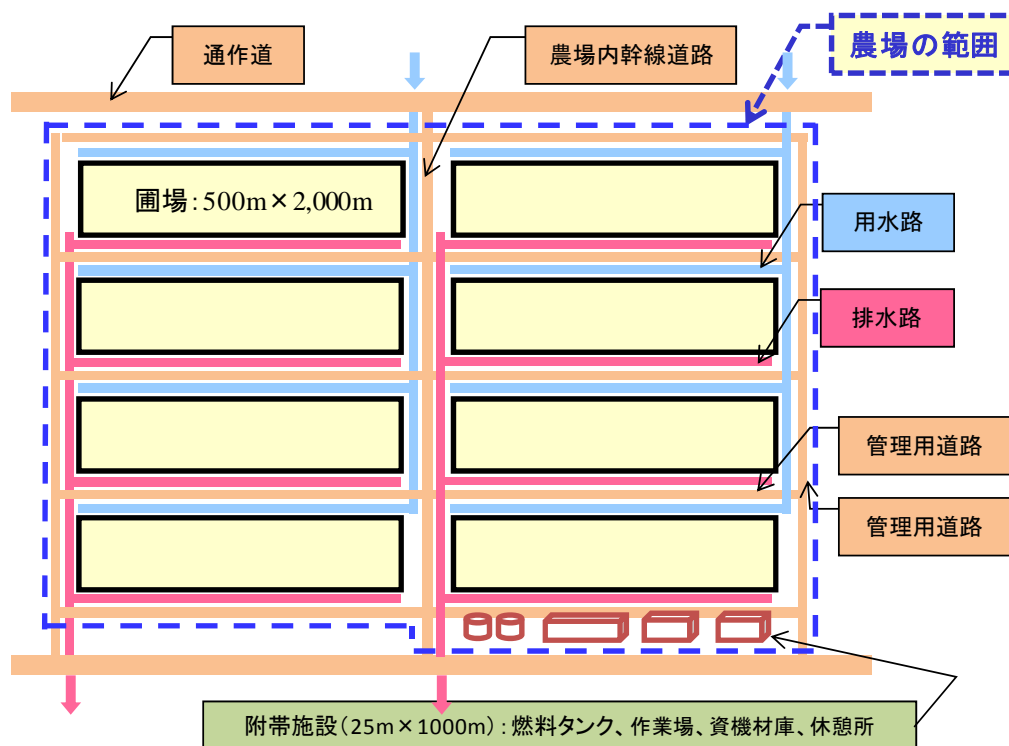 通作道
農場内幹線道路
農場の範囲
圃場：500m×2,000m
用水路
排水路
管理用道路
管理用道路
附帯施設（25m×1000m）：燃料タンク、作業場、資機材庫、休憩所